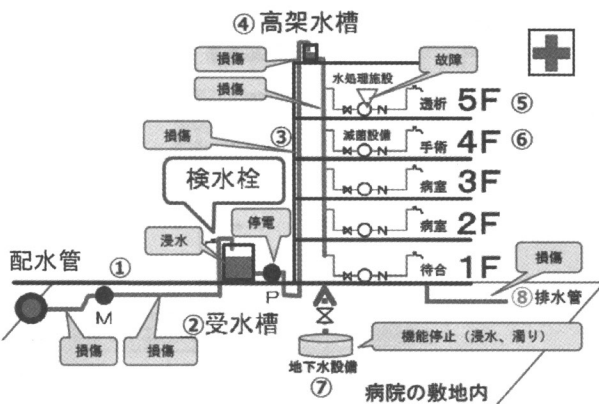 ④高架水槽
損傷
水処理施設
故障
損傷
透析 5F ⑤
損傷
③
滅菌設備
手術 4F ⑥
検水栓
病室 3F
浸水
停電
病室 2F
配水管
①
待合 1F
損傷
P
⑧排水管
M
②受水槽
損傷
損傷
機能停止（浸水、濁り）
地下水設備
⑦
病院の敷地内